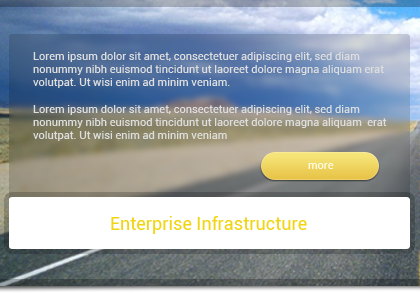 Lorem ipsum dolor sit amet, consectetuer adipiscing elit, sed diam
nonummy nibh euismod tincidunt ut laoreet dolore magna aliquam erat
volutpat. Ut wisi enim ad minim veniam.
Lorem ipsum dolor sit amet, consectetuer adipiscing elit, sed diam
nonummy nibh euismod tincidunt ut laoreet dolore magna aliquam erat
volutpat. Ut wisi enim ad minim veniam
more
Enterprise Infrastructure